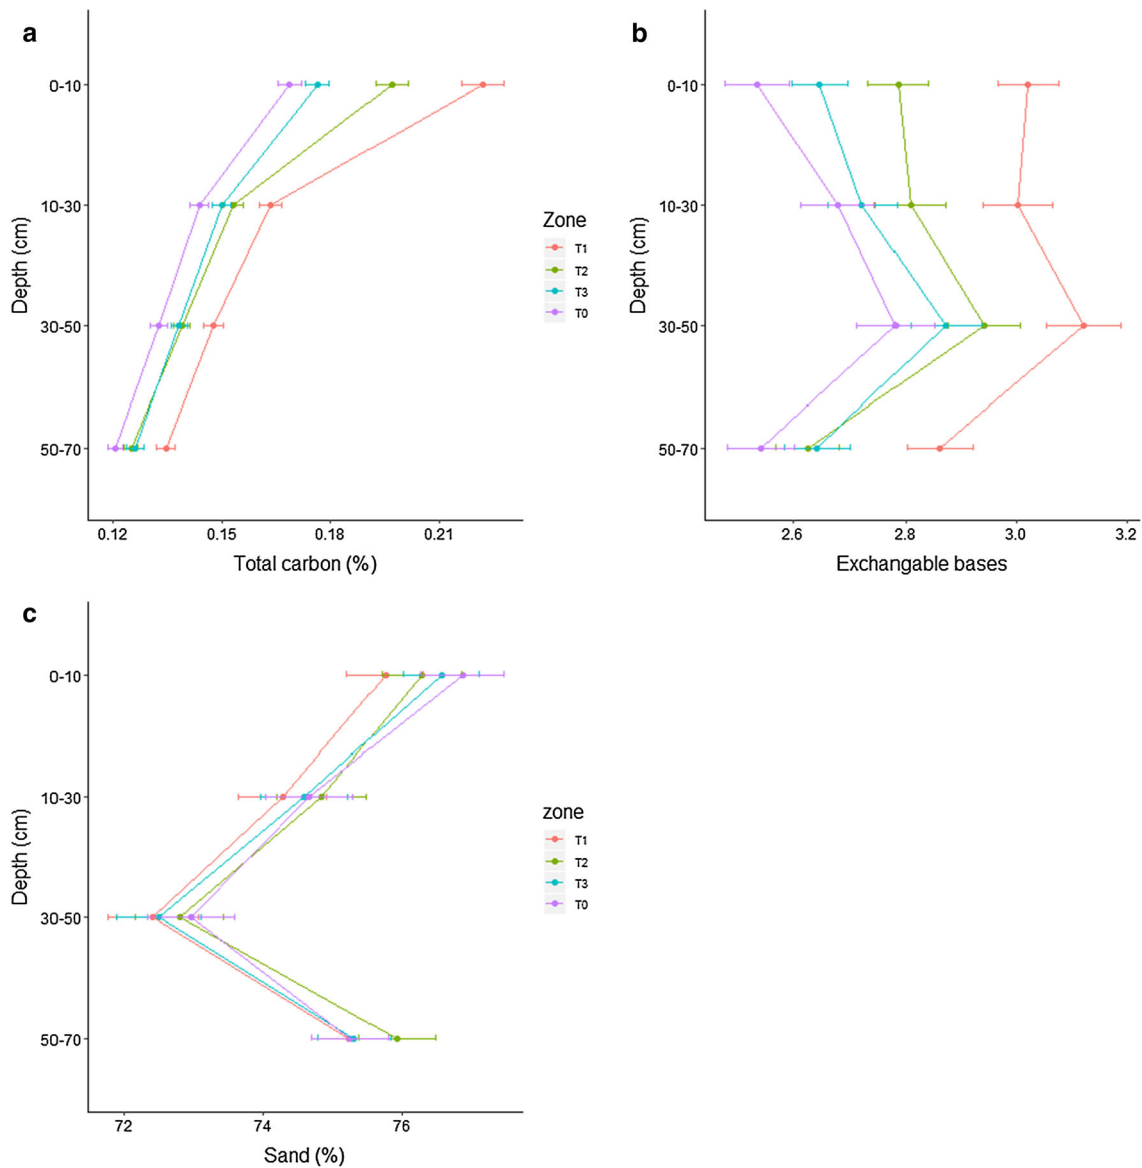 a
0-10
10-30
30-50
50-70
Depth (cm)
0.12 0.15 0.18 0.21
Total carbon (%)
Zone
T1
T2
T3
T0
b
0-10
10-30
30-50
50-70
Depth (cm)
2.6 2.8 3.0 3.2
Exchangable bases
c
0-10
10-30
30-50
50-70
Depth (cm)
72 74 76
Sand (%)
zone
T1
T2
T3
T0